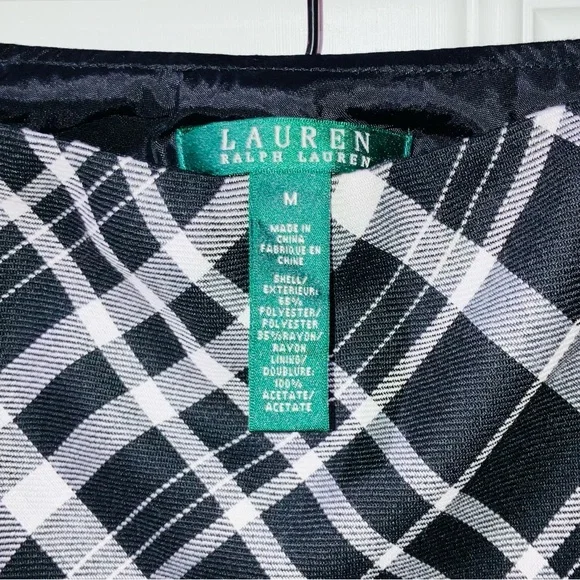 LAUREN
RALPH LAUREN
M
MADE IN
CHINA
FABRIQUE EN
CHINE
SHELL/
EXTERIEUR:
65%
POLYESTER/
POLYESTER
35%RAYON/
RAYON
LINING/
DOUBLURE:
100%
ACETATE/
ACETATE